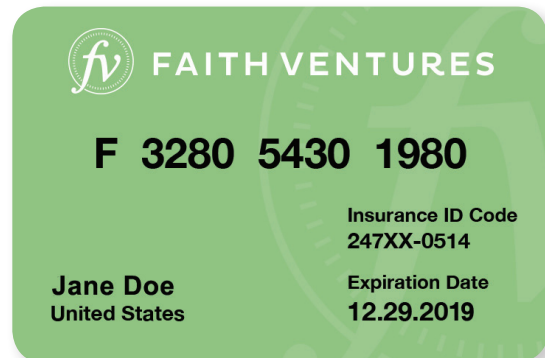 fv FAITH VENTURES
F 3280 5430 1980
Insurance ID Code
247XX-0514
Jane Doe
United States
Expiration Date
12.29.2019